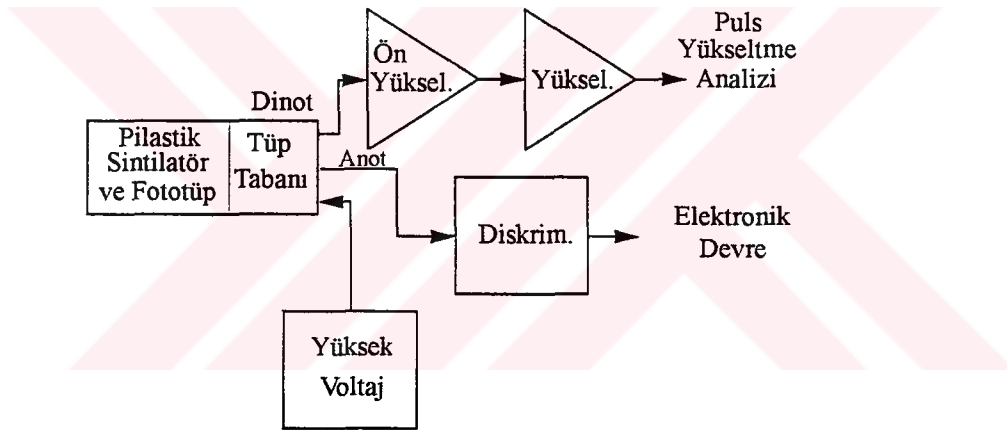 Puls
Yükseltme
Analizi
Ön
Yüksel.
Yüksel.
Dinot
Pilastik
Sintilatör
ve Fototüp
Tüp
Tabanı
Anot
Diskrim.
Elektronik
Devre
Yüksek
Voltaj